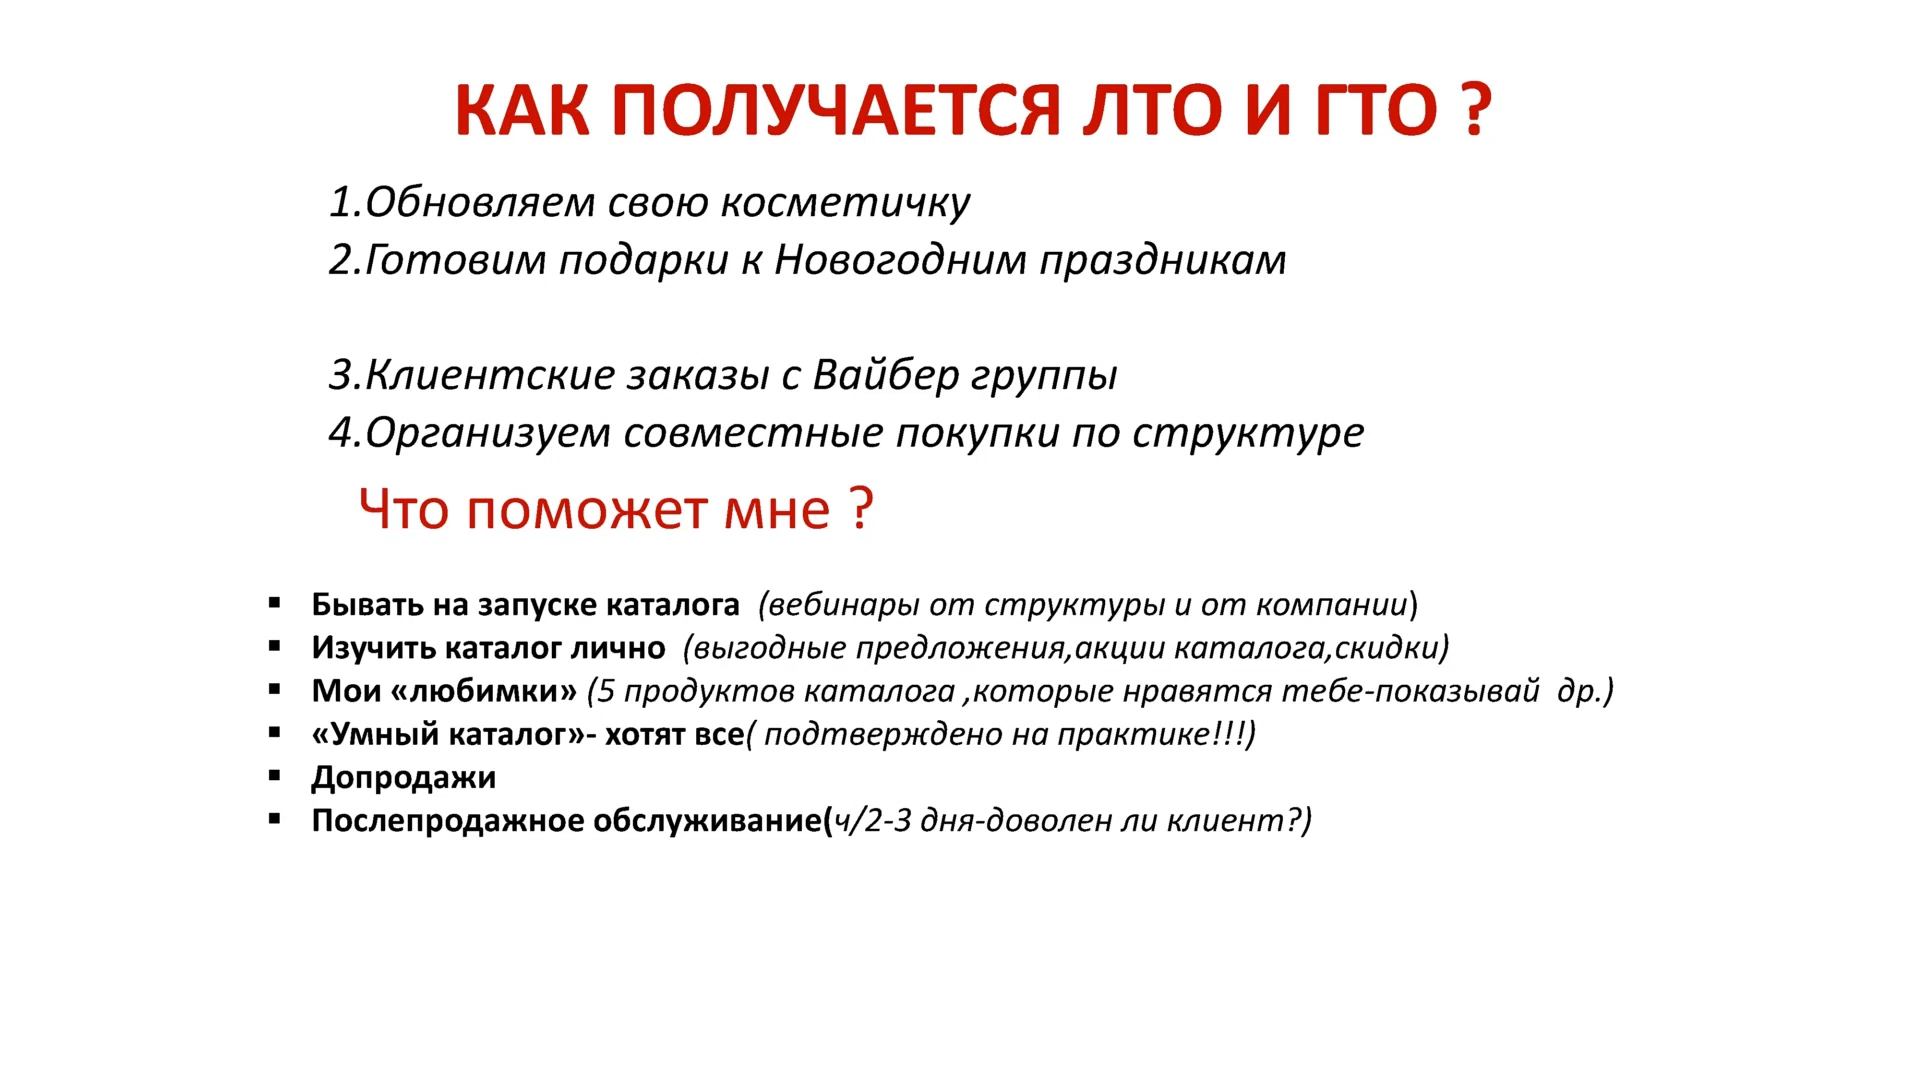 КАК ПОЛУЧАЕТСЯ ЛТО И ГТО ?
1.Обновляем свою косметичку
2.Готовим подарки к Новогодним праздникам
3.Клиентские заказы с Вайбер группы
4.Организуем совместные покупки по структуре
Что поможет мне ?
▪ Бывать на запуске каталога (вебинары от структуры и от компании)
▪ Изучить каталог лично (выгодные предложения,акции каталога,скидки)
▪ Мои «любимки» (5 продуктов каталога ,которые нравятся тебе-показывай др.)
▪ «Умный каталог»- хотят все( подтверждено на практике!!!)
▪ Допродажи
▪ Послепродажное обслуживание(ч/2-3 дня-доволен ли клиент?)